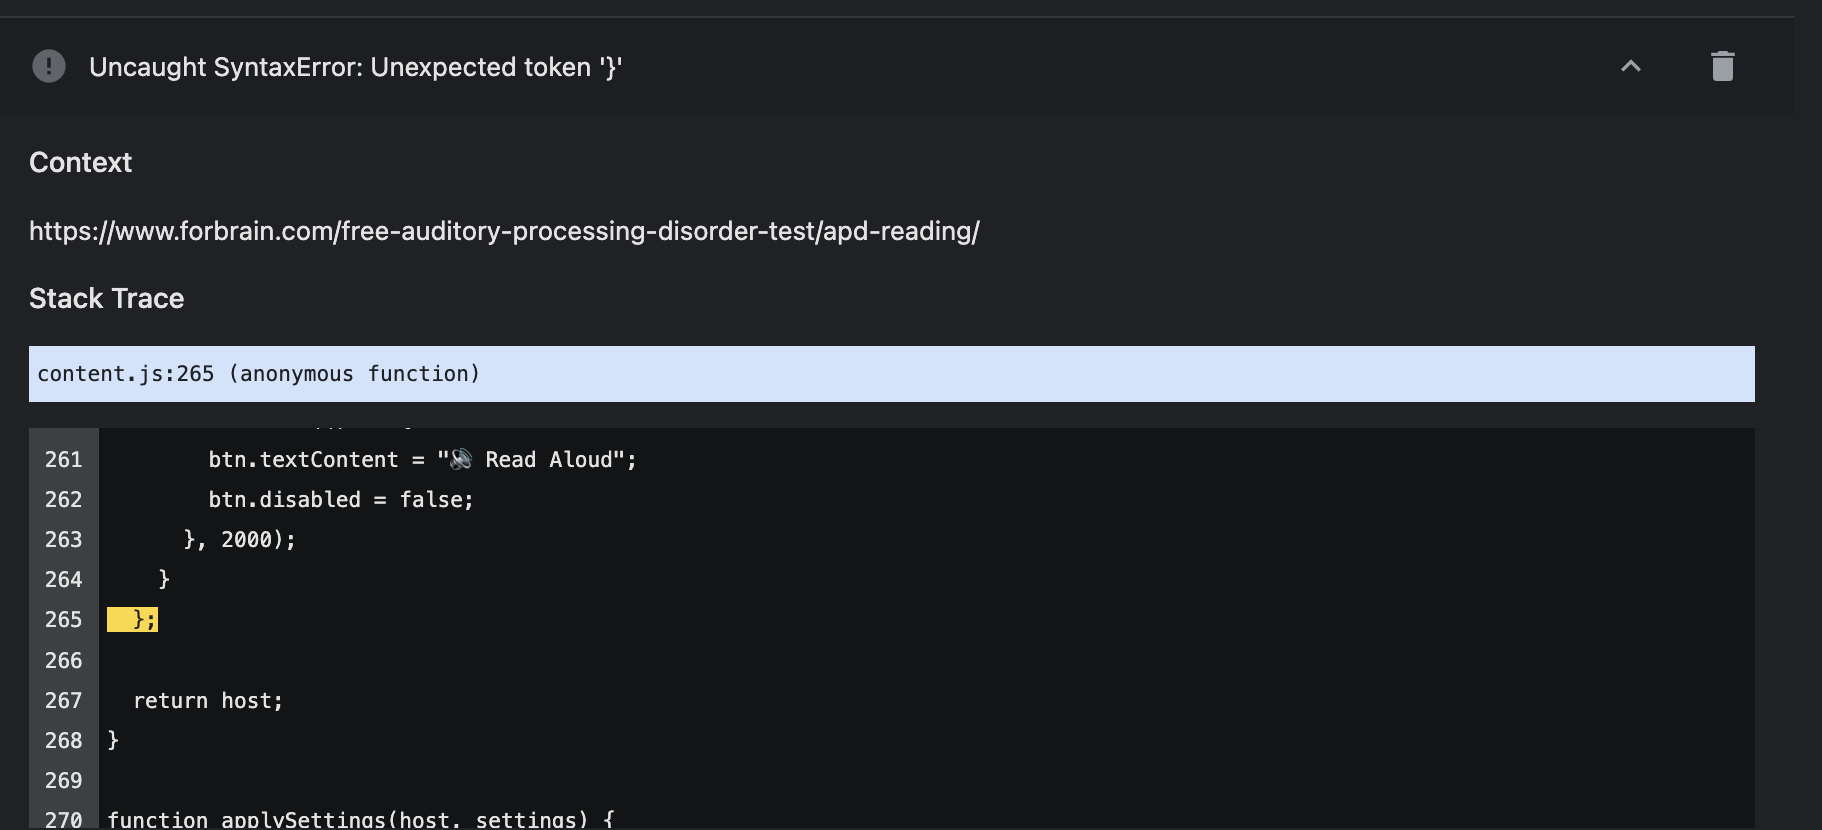 Uncaught SyntaxError: Unexpected token '}'
Context
https://www.forbrain.com/free-auditory-processing-disorder-test/apd-reading/
Stack Trace
content.js:265 (anonymous function)
261 btn.textContent = "🔊 Read Aloud";
262 btn.disabled = false;
263 }, 2000);
264 }
265 };
266
267 return host;
268 }
269
270 function applySettings(host, settings) {